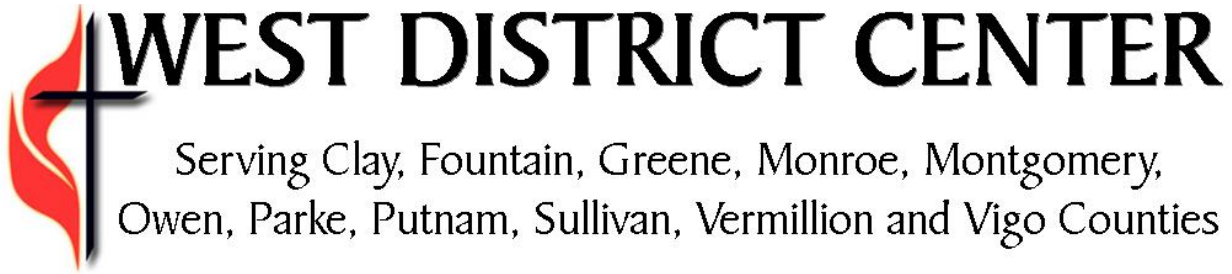 WEST DISTRICT CENTER
Serving Clay, Fountain, Greene, Monroe, Montgomery,
Owen, Parke, Putnam, Sullivan, Vermillion and Vigo Counties